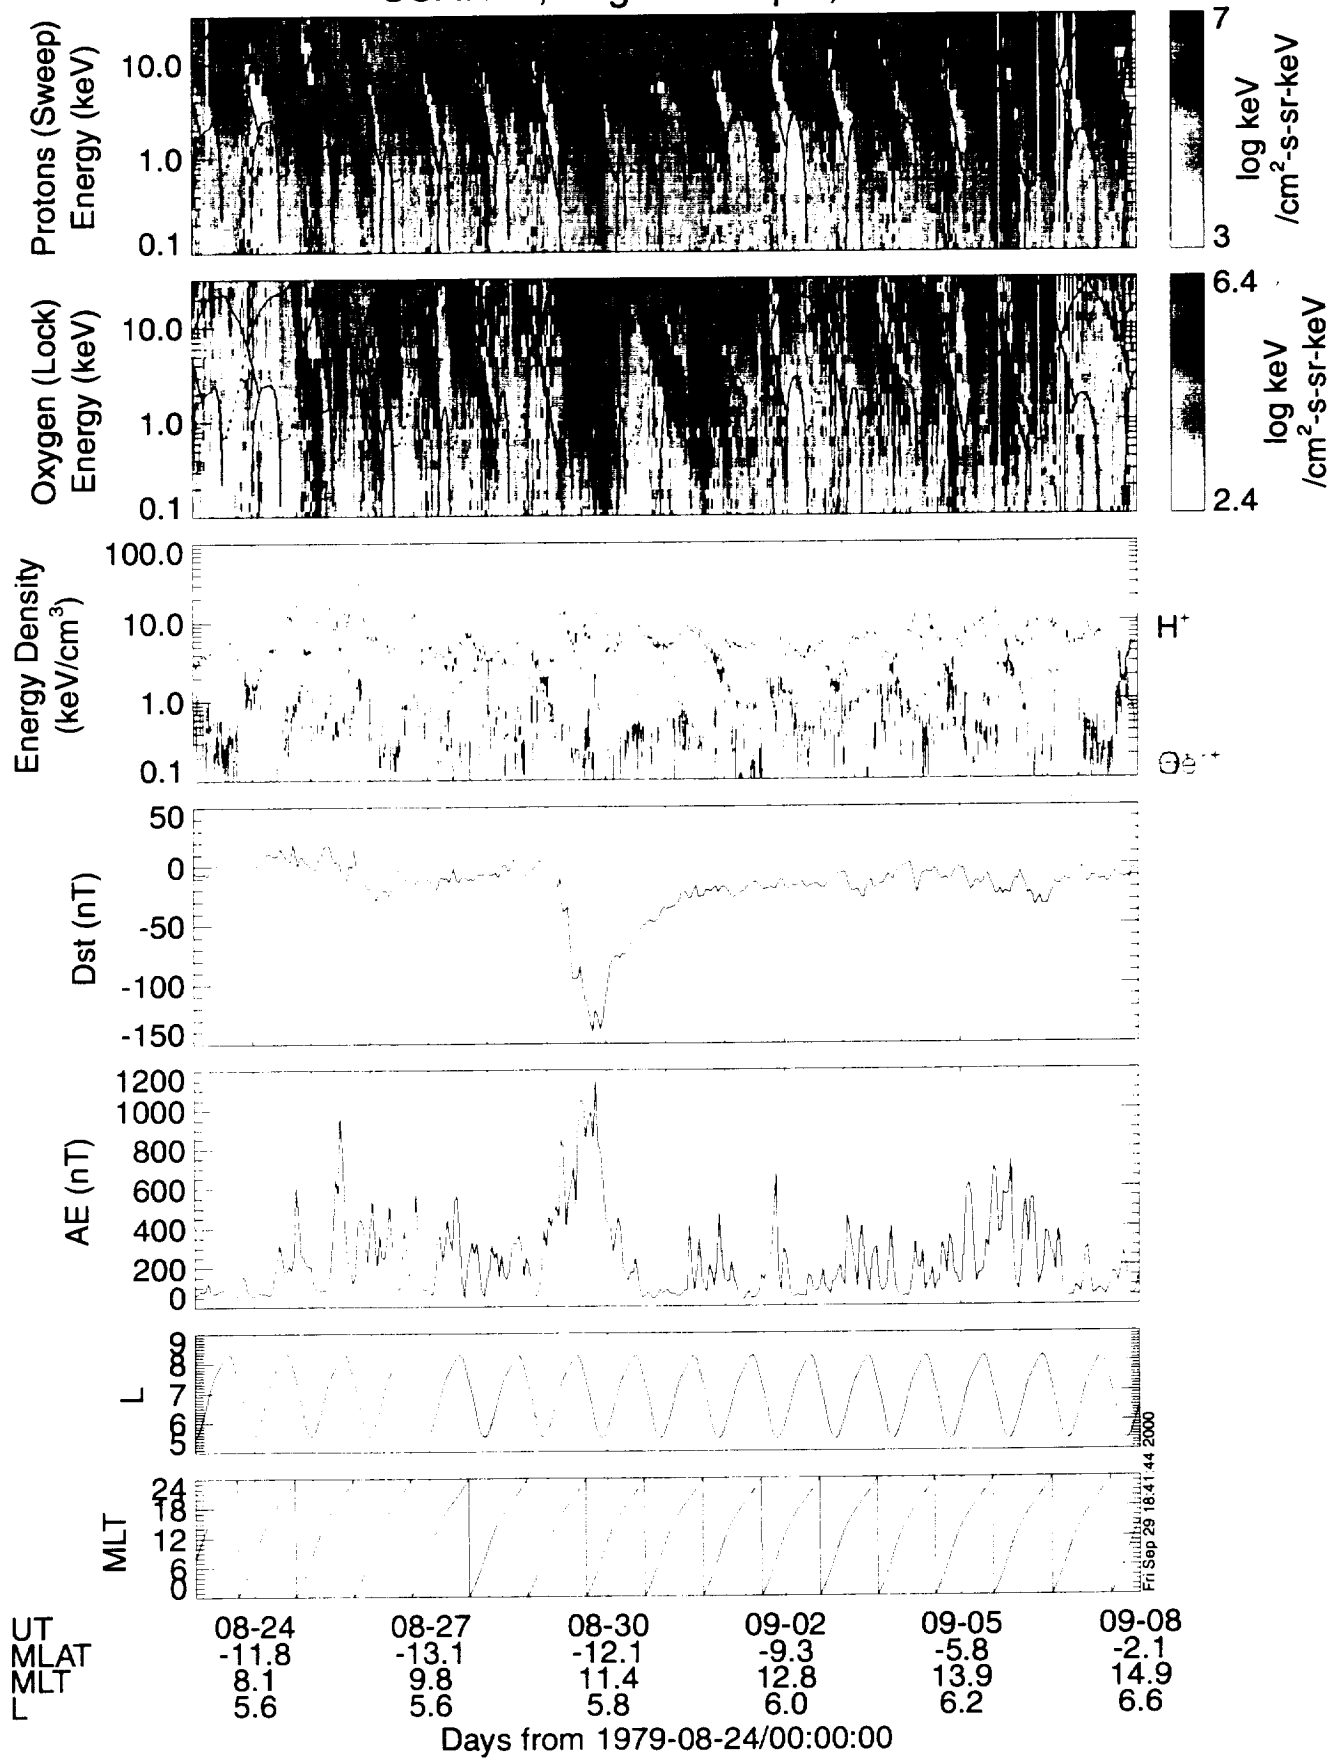 Protons (Sweep)
Energy (keV)
10.0
1.0
0.1
7
3
log keV
/cm²-s-sr-keV
Oxygen (Lock)
Energy (keV)
10.0
1.0
0.1
6.4
2.4
log keV
/cm²-s-sr-keV
Energy Density
(keV/cm³)
100.0
10.0
1.0
0.1
H⁺
Dst (nT)
50
0
-50
-100
-150
AE (nT)
1200
1000
800
600
400
200
0
L
9
8
7
6
5
MLT
24
18
12
6
0
Fri Sep 29 18:41:44 2000
UT 08-24 08-27 08-30 09-02 09-05 09-08
MLAT -11.8 -13.1 -12.1 -9.3 -5.8 -2.1
MLT 8.1 9.8 11.4 12.8 13.9 14.9
L 5.6 5.6 5.8 6.0 6.2 6.6
Days from 1979-08-24/00:00:00